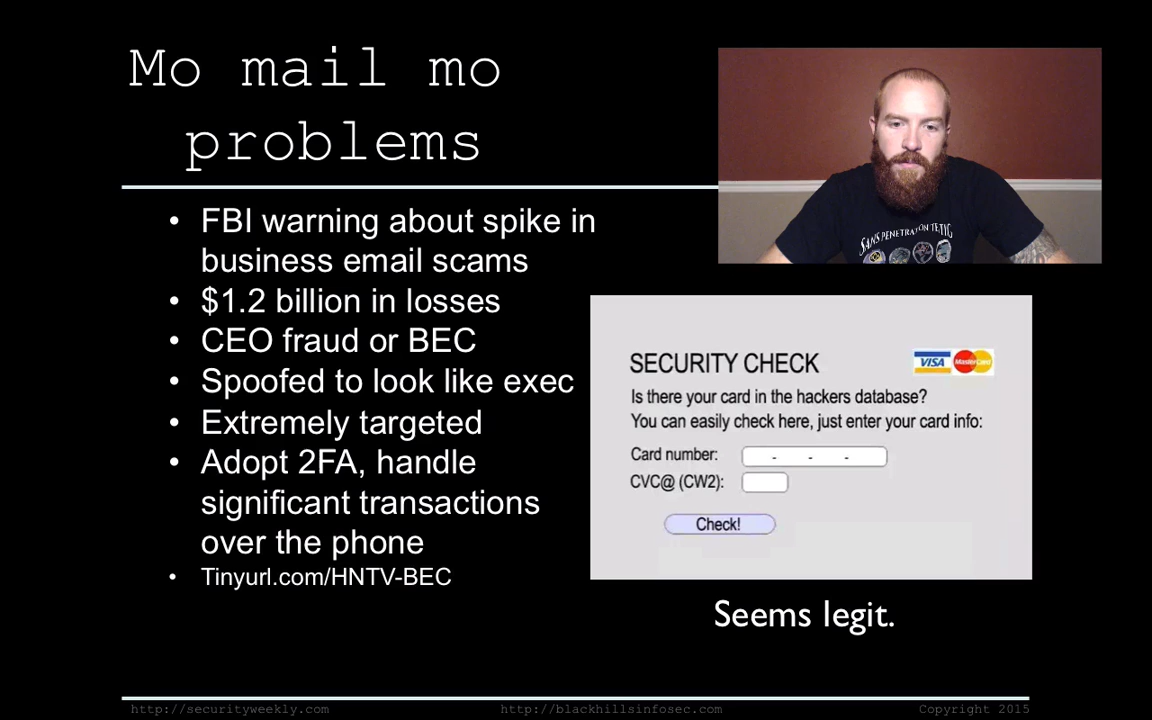 Mo mail mo
problems
• FBI warning about spike in
business email scams
• $1.2 billion in losses
• CEO fraud or BEC
• Spoofed to look like exec
• Extremely targeted
• Adopt 2FA, handle
significant transactions
over the phone
• Tinyurl.com/HNTV-BEC
SANS PENETRATION
SECURITY CHECK
VISA MasterCard
Is there your card in the hackers database?
You can easily check here, just enter your card info:
Card number: - - -
CVC@ (CW2):
Check!
Seems legit.
http://securityweekly.com
http://blackhillsinfosec.com
Copyright 2015